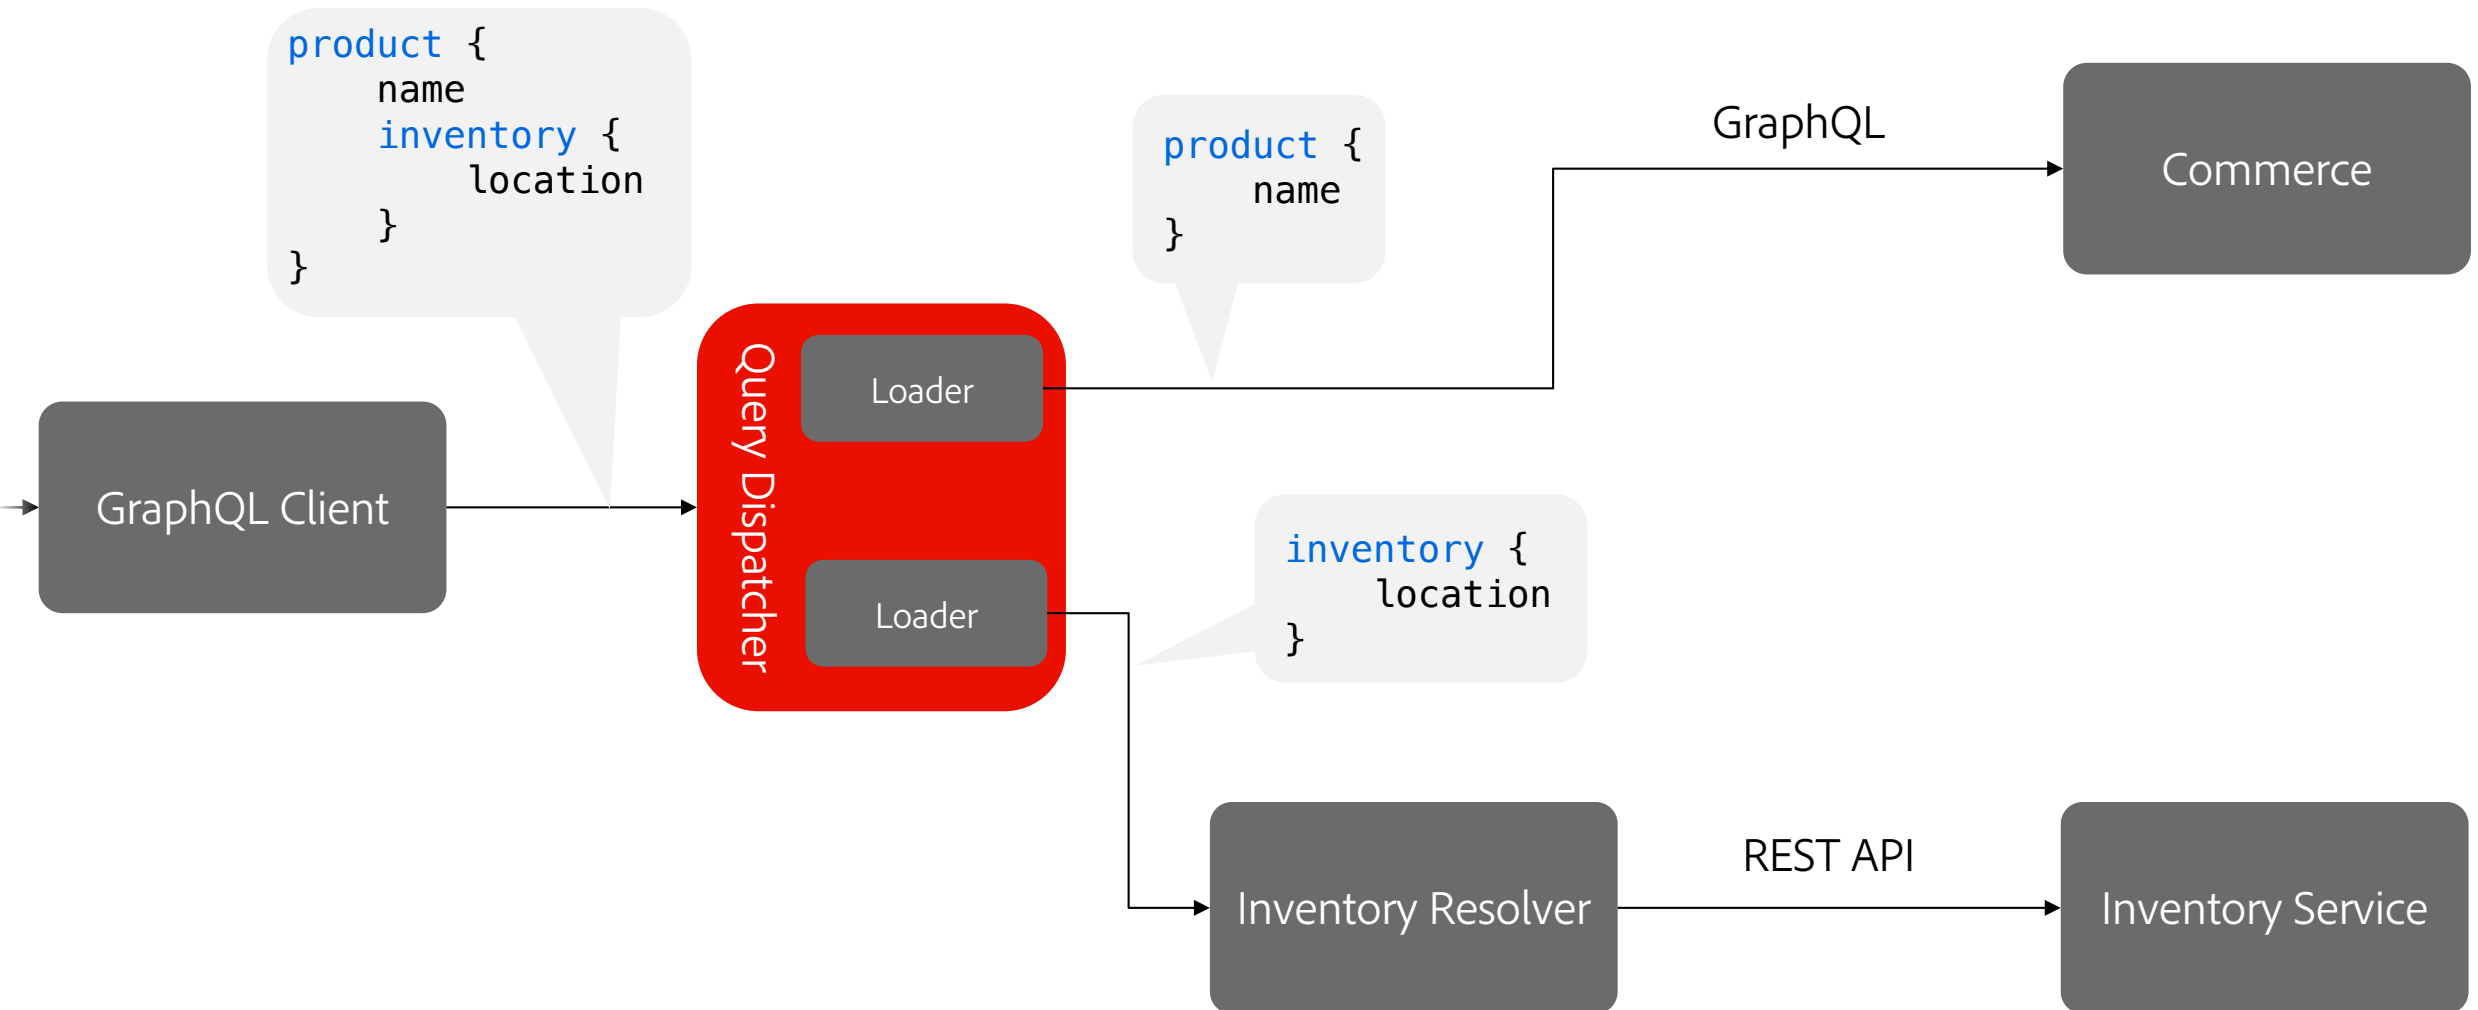 product {
name
inventory {
location
}
}
product {
name
}
GraphQL
Commerce
Query Dispatcher
Loader
GraphQL Client
Loader
inventory {
location
}
Inventory Resolver
REST API
Inventory Service